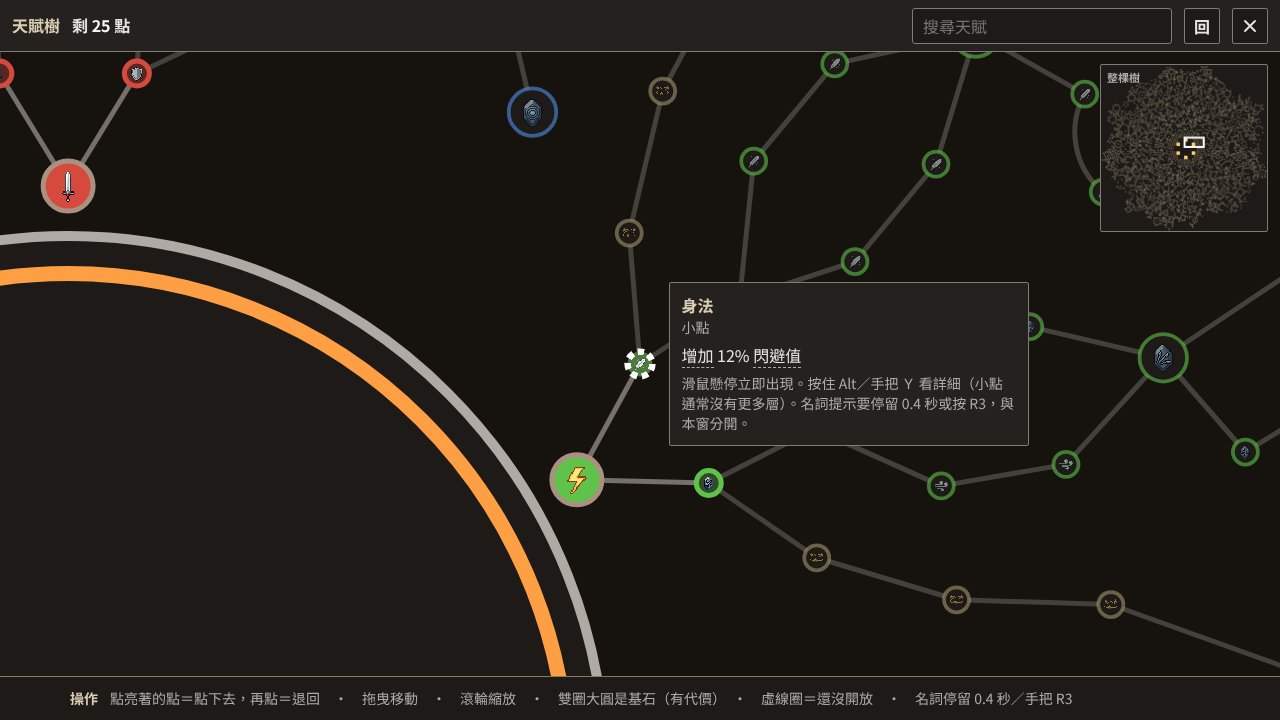 天賦樹 剩 25 點
搜尋天賦
回 ✕
整棵樹
身法
小點
增加 12% 閃避值
滑鼠懸停立即出現。按住 Alt／手把 Ｙ 看詳細（小點
通常沒有更多層）。名詞提示要停留 0.4 秒或按 R3，與
本窗分開。
操作 點亮著的點＝點下去，再點＝退回 · 拖曳移動 · 滾輪縮放 · 雙圈大圓是基石（有代價） · 虛線圈＝還沒開放 · 名詞停留 0.4 秒／手把 R3